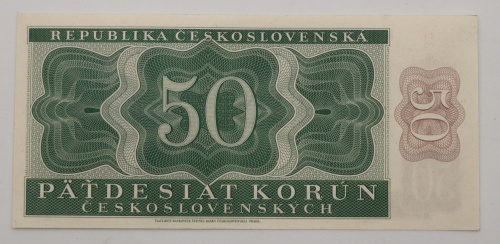 REPUBLIKA ČESKOSLOVENSKÁ
50
50
PÄŤDESIAT KORÚN
ČESKOSLOVENSKÝCH